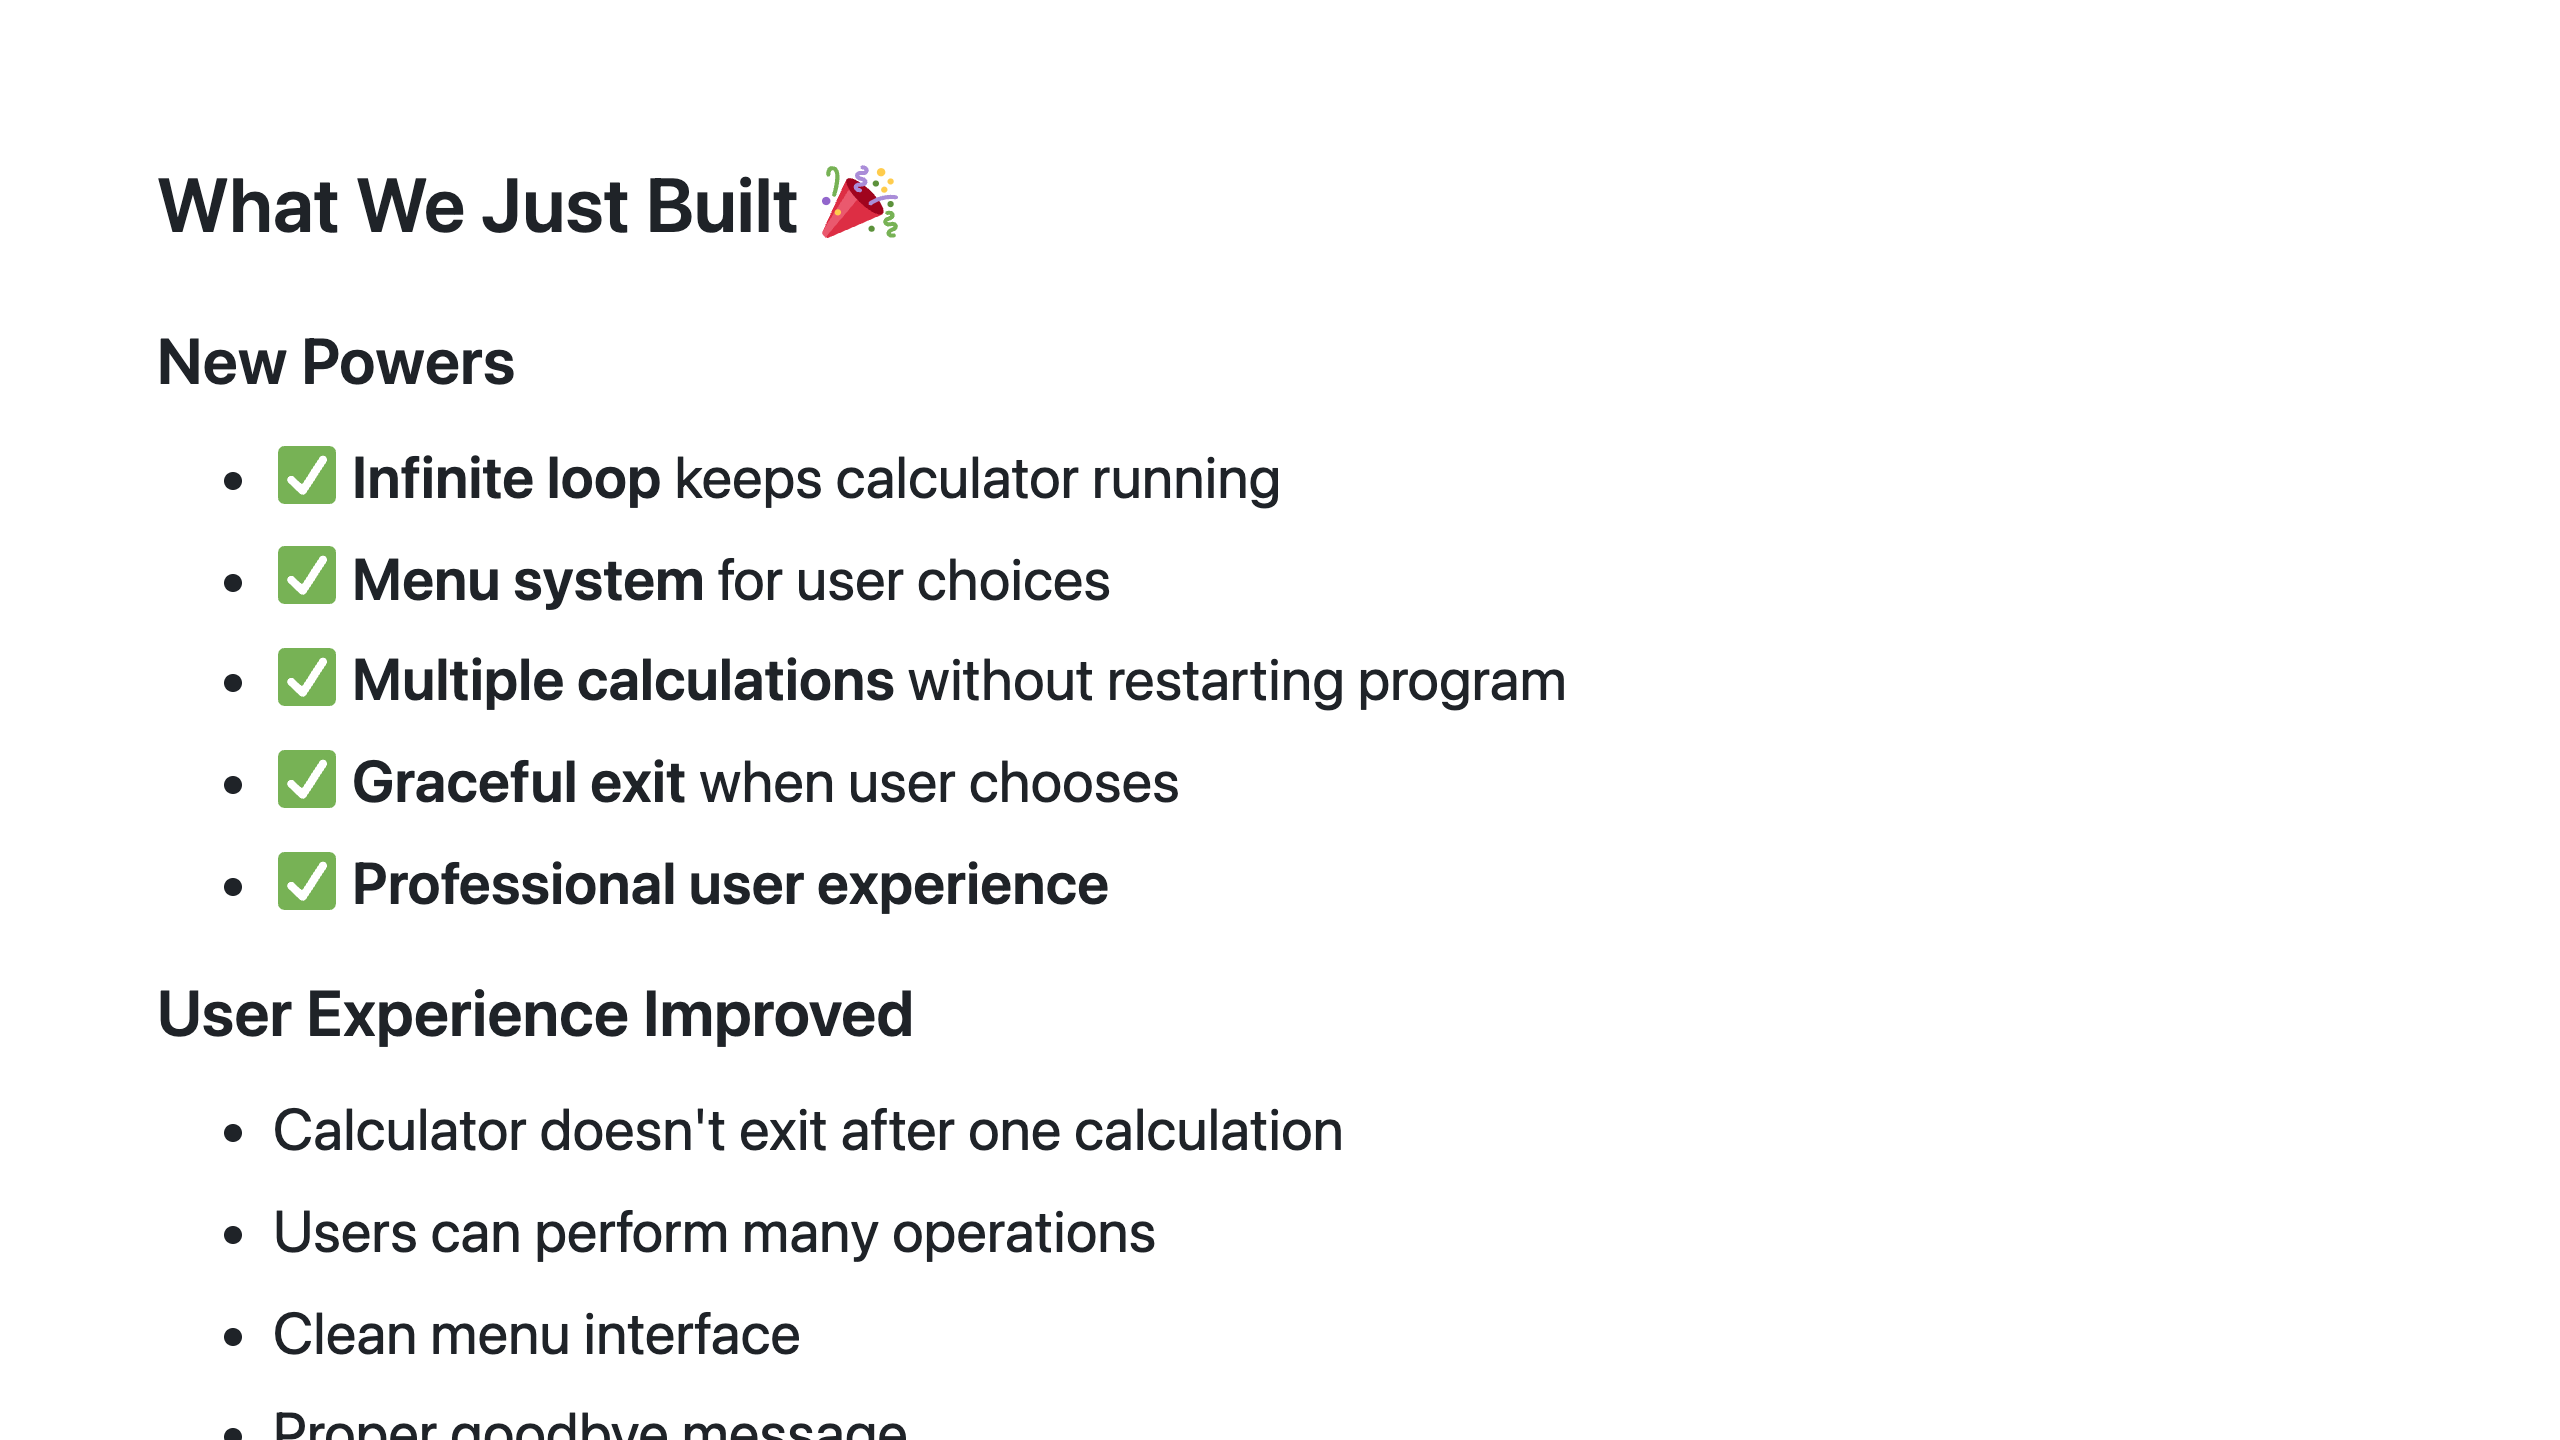 What We Just Built 🎉
New Powers
• ✅ Infinite loop keeps calculator running
• ✅ Menu system for user choices
• ✅ Multiple calculations without restarting program
• ✅ Graceful exit when user chooses
• ✅ Professional user experience
User Experience Improved
• Calculator doesn't exit after one calculation
• Users can perform many operations
• Clean menu interface
• Proper goodbye message